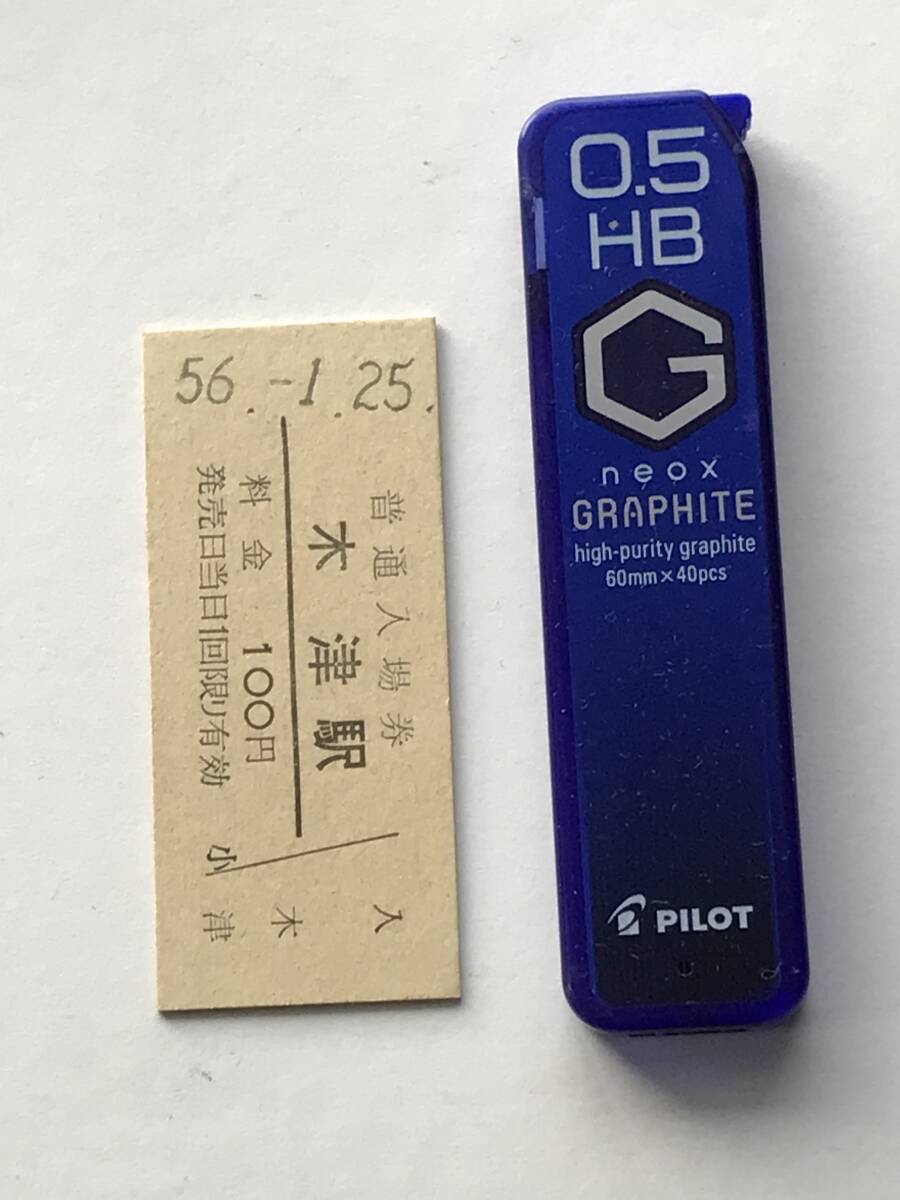 56.-1.25.
普通入場券
木津駅
料金 100円
発売日当日1回限り有効
小
入
木
津
0.5
HB
G
neox
GRAPHITE
high-purity graphite
60mm×40pcs
PILOT